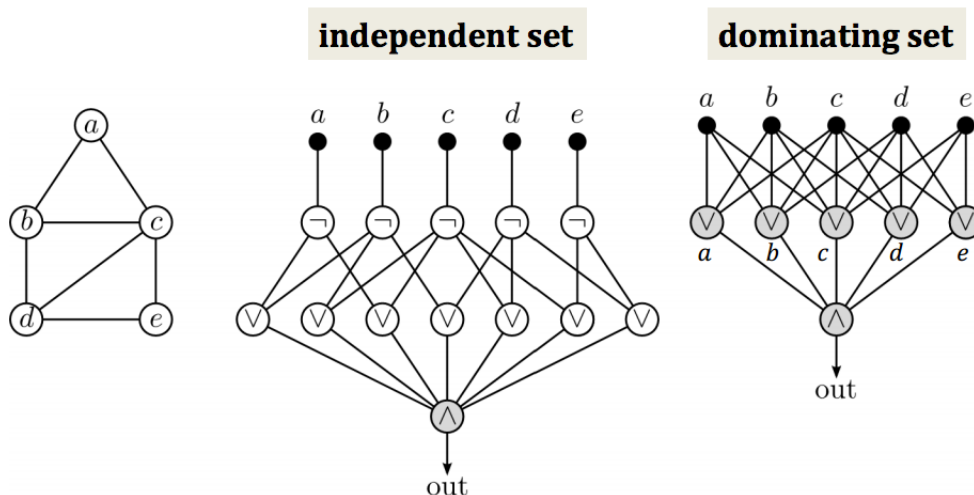 independent set
dominating set
a
b c
d e
a b c d e
¬ ¬ ¬ ¬ ¬
∨ ∨ ∨ ∨ ∨ ∨ ∨
∧
out
a b c d e
∨ ∨ ∨ ∨ ∨
a b c d e
∧
out